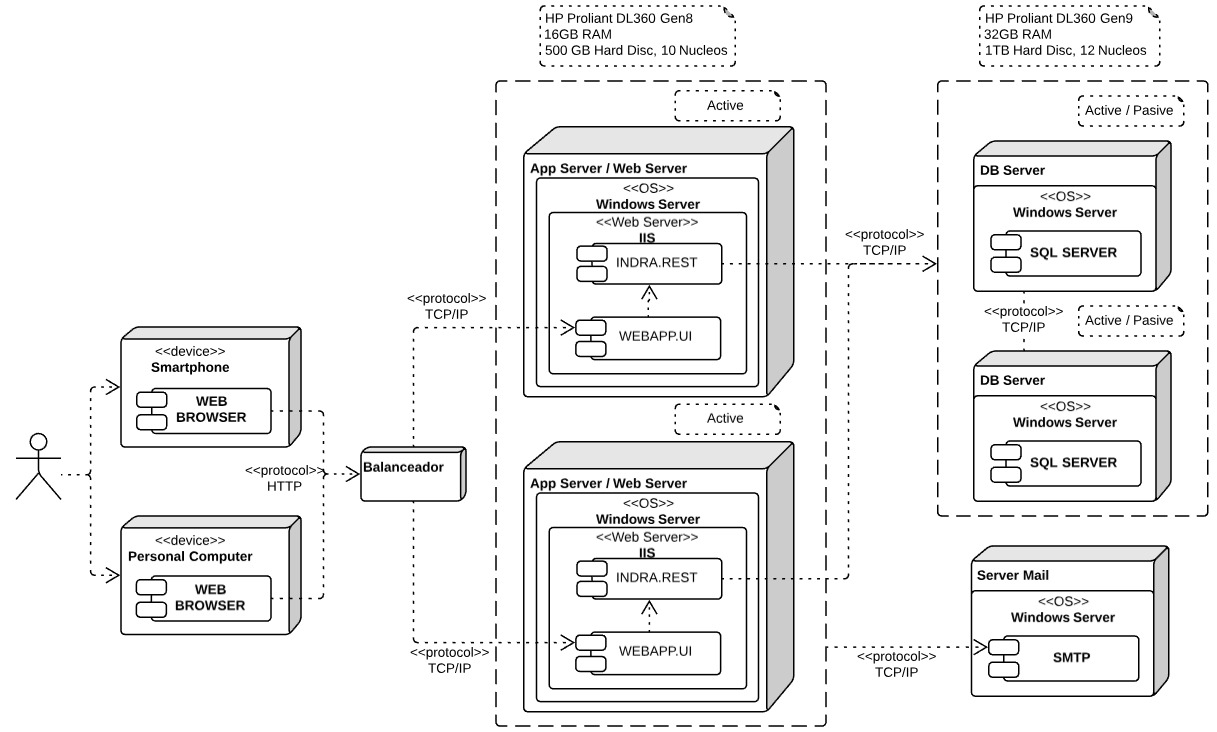 HP Proliant DL360 Gen8
16GB RAM
500 GB Hard Disc, 10 Nucleos
HP Proliant DL360 Gen9
32GB RAM
1TB Hard Disc, 12 Nucleos
<<device>>
Smartphone
WEB
BROWSER
<<device>>
Personal Computer
WEB
BROWSER
<<protocol>>
HTTP
Balanceador
<<protocol>>
TCP/IP
<<protocol>>
TCP/IP
Active
App Server / Web Server
<<OS>>
Windows Server
<<Web Server>>
IIS
INDRA.REST
WEBAPP.UI
Active
App Server / Web Server
<<OS>>
Windows Server
<<Web Server>>
IIS
INDRA.REST
WEBAPP.UI
<<protocol>>
TCP/IP
<<protocol>>
TCP/IP
Active / Pasive
DB Server
<<OS>>
Windows Server
SQL SERVER
<<protocol>>
TCP/IP
Active / Pasive
DB Server
<<OS>>
Windows Server
SQL SERVER
Server Mail
<<OS>>
Windows Server
SMTP